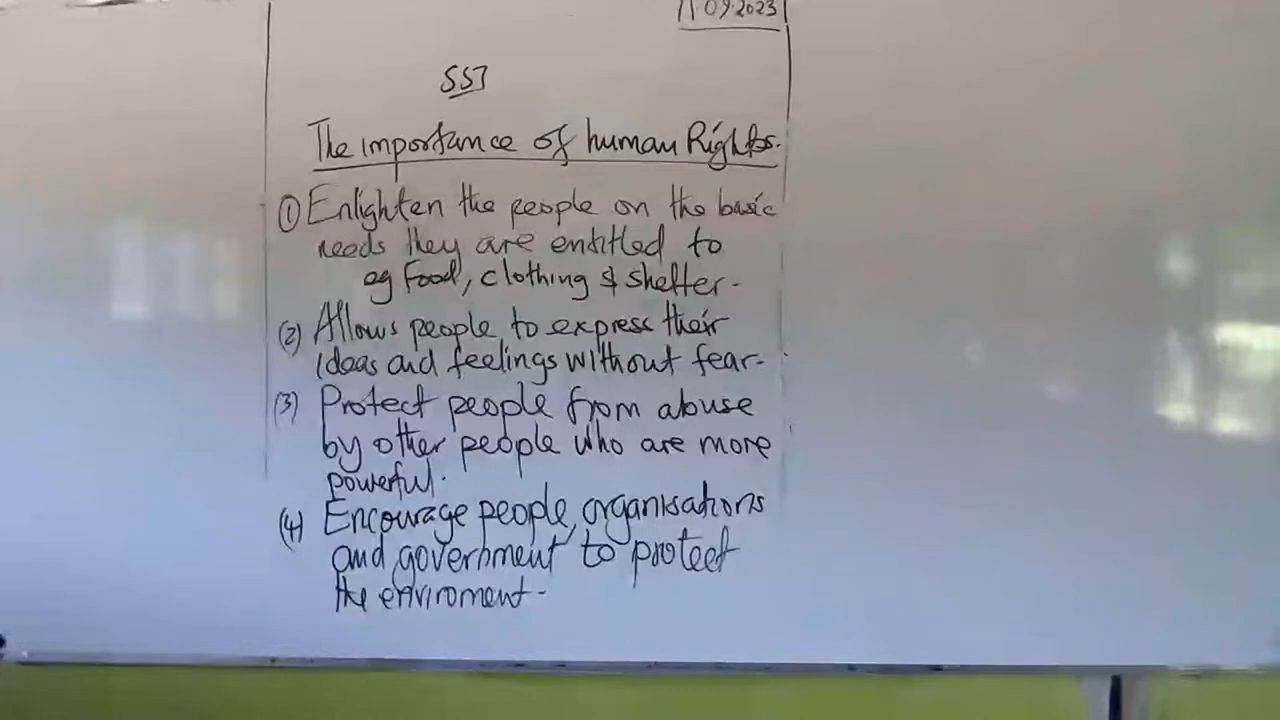 11.09.2023
SST
The importance of human Rights.
① Enlighten the people on the basic
needs they are entitled to
eg Food, clothing & shelter.
(2) Allows people to express their
ideas and feelings without fear.
(3) Protect people from abuse
by other people who are more
powerful.
(4) Encourage people, organisations
and government to protect
the enviroment.